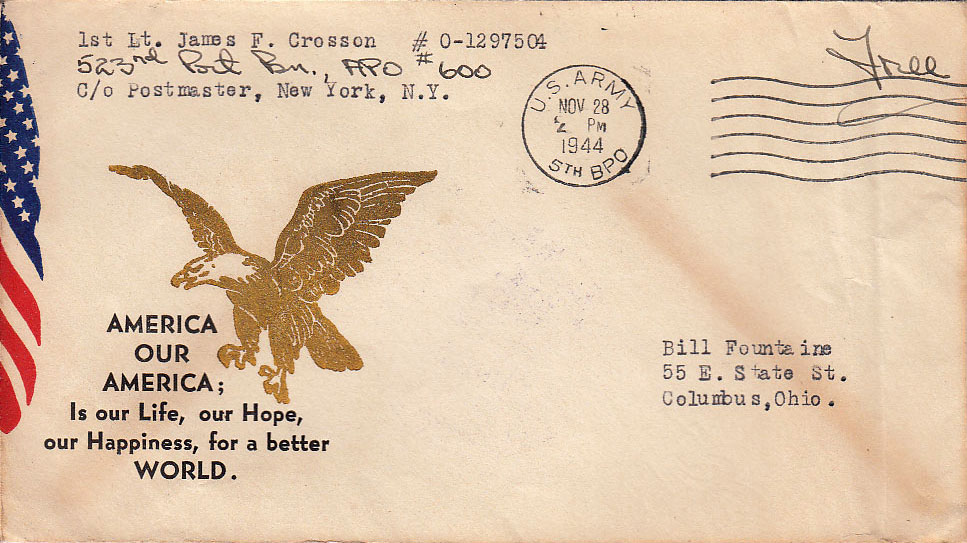 1st Lt. James F. Crosson # O-1297504
523rd Bn., APO # 600
C/o Postmaster, New York, N.Y.
Free
U.S. ARMY
NOV 28
2 PM
1944
5TH BPO
AMERICA
OUR
AMERICA;
Is our Life, our Hope,
our Happiness, for a better
WORLD.
Bill Fountaine
55 E. State St.
Columbus,Ohio.